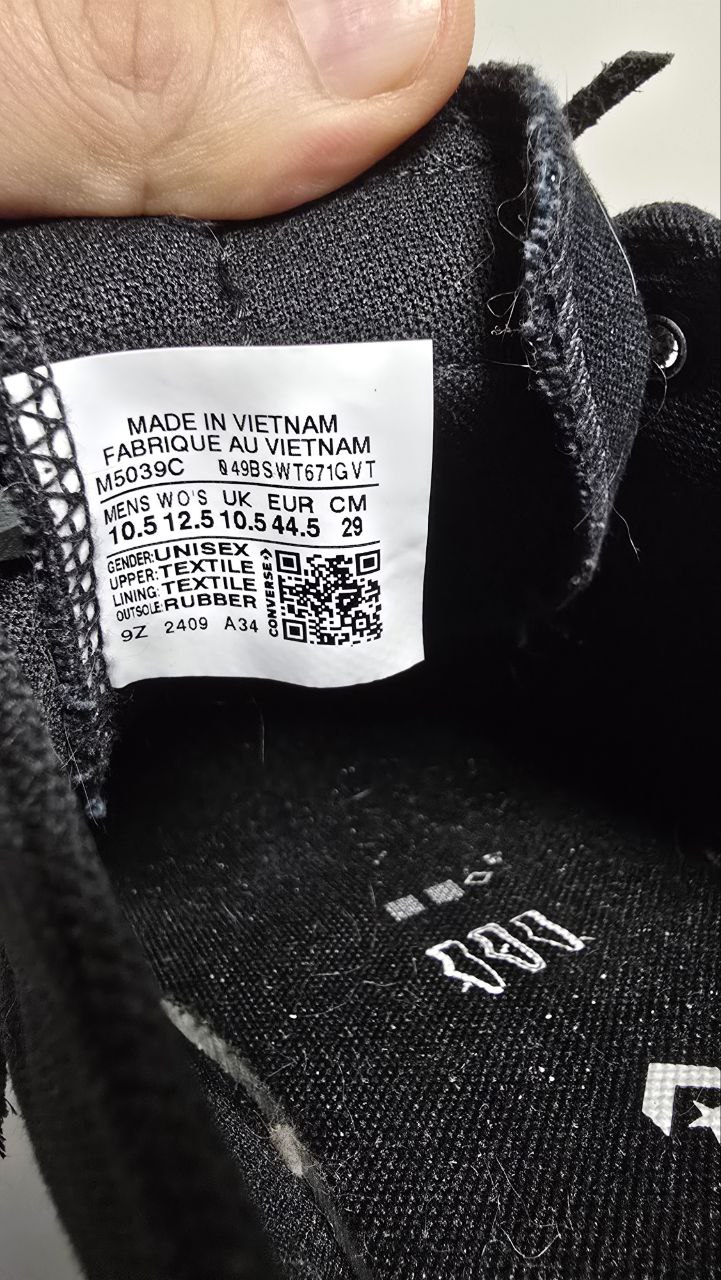 MADE IN VIETNAM
FABRIQUE AU VIETNAM
M5039C 049BSWT671GVT
MENS WO'S UK EUR CM
10.5 12.5 10.5 44.5 29
GENDER:UNISEX
UPPER:TEXTILE
LINING:TEXTILE
OUTSOLE:RUBBER
CONVERSE
9Z 2409 A34